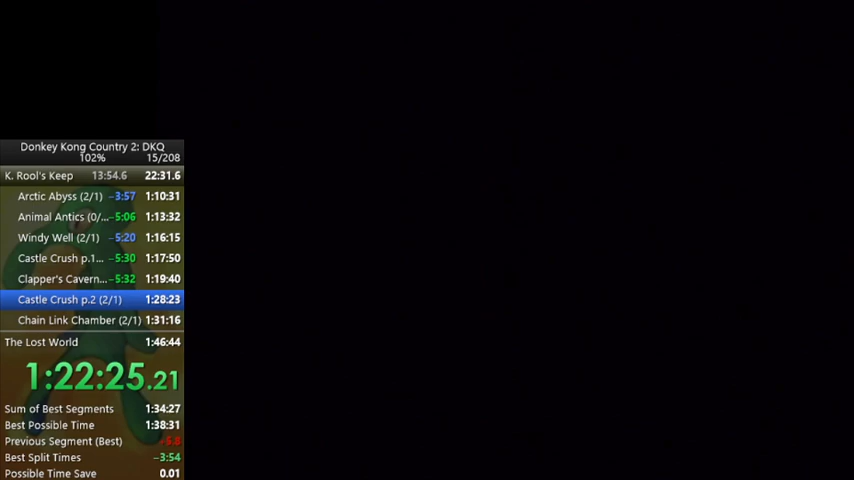 Donkey Kong Country 2: DKQ
102% 15/208
K. Rool's Keep 13:54.6 22:31.6
Arctic Abyss (2/1) -3:57 1:10:31
Animal Antics (0/... -5:06 1:13:32
Windy Well (2/1) -5:20 1:16:15
Castle Crush p.1... -5:30 1:17:50
Clapper's Cavern... -5:32 1:19:40
Castle Crush p.2 (2/1) 1:28:23
Chain Link Chamber (2/1) 1:31:16
The Lost World 1:46:44
1:22:25.21
Sum of Best Segments 1:34:27
Best Possible Time 1:38:31
Previous Segment (Best) +5.8
Best Split Times -3:54
Possible Time Save 0.01